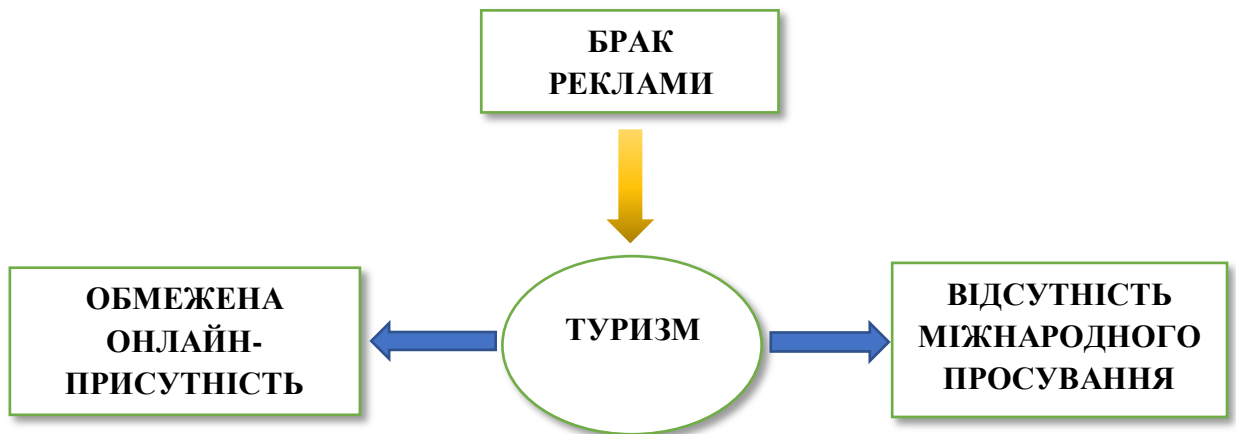 БРАК
РЕКЛАМИ
ОБМЕЖЕНА
ОНЛАЙН-
ПРИСУТНІСТЬ
ТУРИЗМ
ВІДСУТНІСТЬ
МІЖНАРОДНОГО
ПРОСУВАННЯ